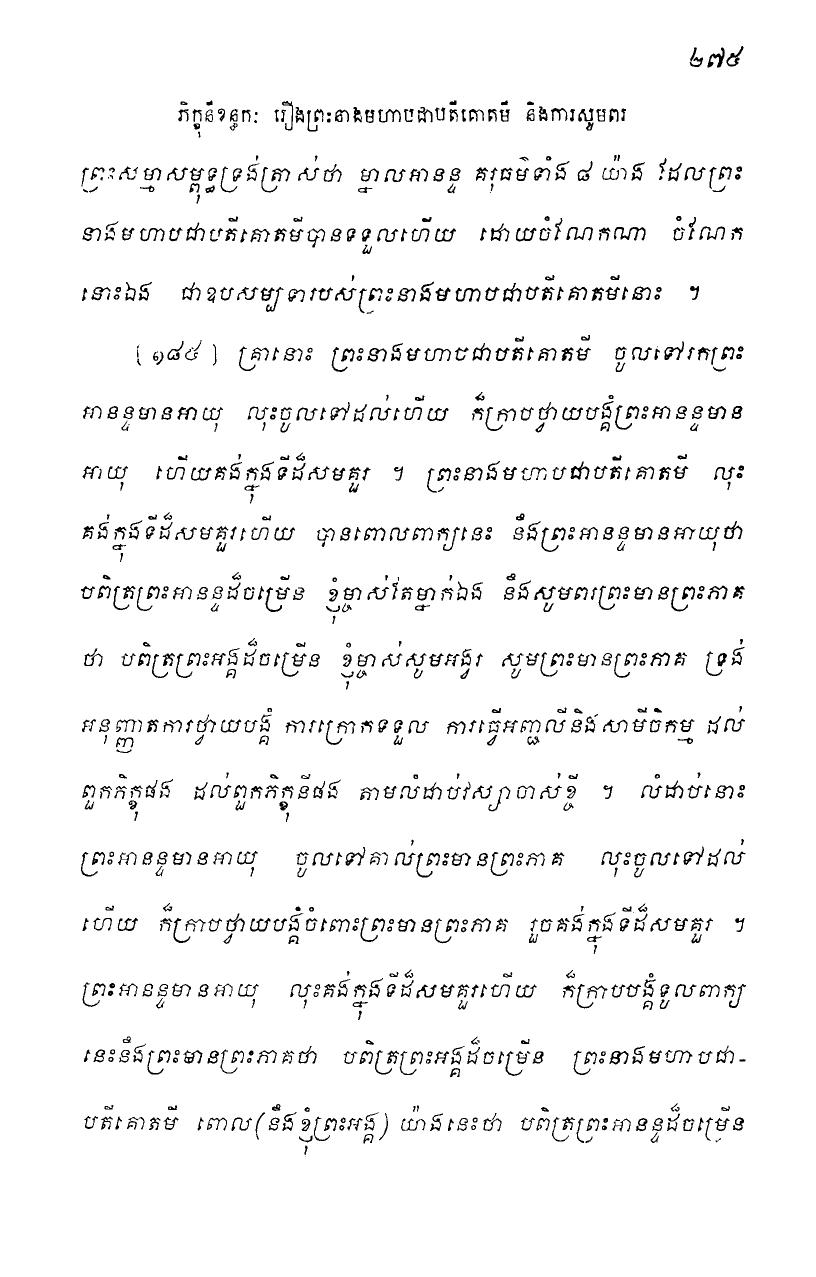 ២៧៥
ភិក្ខុនីខន្ធកៈ រឿងព្រះនាងមហាបជាបតីគោតមី និងការសូមពរ
ព្រះសម្មាសម្ពុទ្ធទ្រង់ត្រាស់ថា ម្នាលអានន្ទ គរុធម៌ទាំង ៨ យ៉ាង ដែលព្រះ
នាងមហាបជាបតីគោតមីបានទទួលហើយ ដោយចំណែកណា ចំណែក
នោះឯង ជាឧបសម្បទារបស់ព្រះនាងមហាបជាបតីគោតមីនោះ ។
[១៨៥] គ្រានោះ ព្រះនាងមហាបជាបតីគោតមី ចូលទៅរកព្រះ
អានន្ទមានអាយុ លុះចូលទៅដល់ហើយ ក៏ក្រាបថ្វាយបង្គំព្រះអានន្ទមាន
អាយុ ហើយគង់ក្នុងទីដ៏សមគួរ ។ ព្រះនាងមហាបជាបតីគោតមី លុះ
គង់ក្នុងទីដ៏សមគួរហើយ បានពោលពាក្យនេះ នឹងព្រះអានន្ទមានអាយុថា
បពិត្រព្រះអានន្ទដ៏ចម្រើន ខ្ញុំម្ចាស់តែម្នាក់ឯង នឹងសូមពរព្រះមានព្រះភាគ
ថា បពិត្រព្រះអង្គដ៏ចម្រើន ខ្ញុំម្ចាស់សូមអង្វរ សូមព្រះមានព្រះភាគ ទ្រង់
អនុញ្ញាតការថ្វាយបង្គំ ការក្រោកទទួល ការធ្វើអញ្ជលីនិងសាមីចិកម្ម ដល់
ពួកភិក្ខុផង ដល់ពួកភិក្ខុនីផង តាមលំដាប់វស្សាចាស់ខ្ចី ។ លំដាប់នោះ
ព្រះអានន្ទមានអាយុ ចូលទៅគាល់ព្រះមានព្រះភាគ លុះចូលទៅដល់
ហើយ ក៏ក្រាបថ្វាយបង្គំចំពោះព្រះមានព្រះភាគ រួចគង់ក្នុងទីដ៏សមគួរ ។
ព្រះអានន្ទមានអាយុ លុះគង់ក្នុងទីដ៏សមគួរហើយ ក៏ក្រាបបង្គំទូលពាក្យ
នេះនឹងព្រះមានព្រះភាគថា បពិត្រព្រះអង្គដ៏ចម្រើន ព្រះនាងមហាបជា-
បតីគោតមី ពោល(នឹងខ្ញុំព្រះអង្គ) យ៉ាងនេះថា បពិត្រព្រះអានន្ទដ៏ចម្រើន